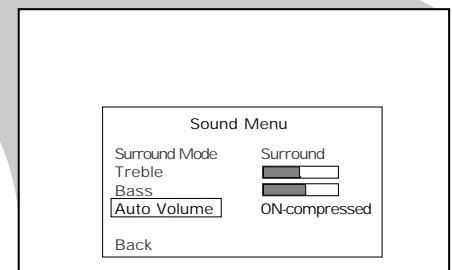 Sound Menu
Surround Mode Surround
Treble
Bass
Auto Volume ON-compressed
Back